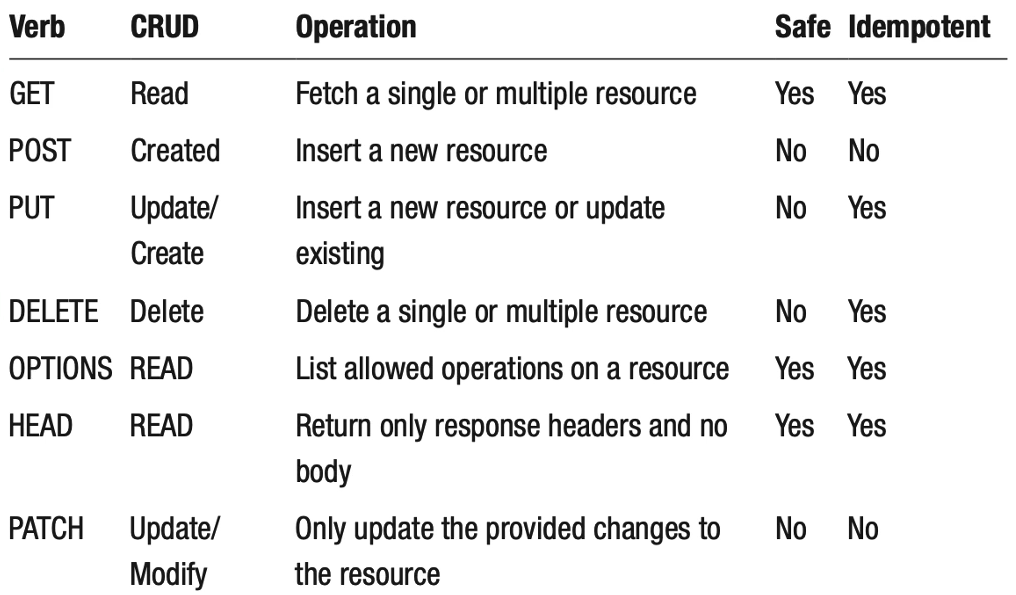 Verb CRUD Operation Safe Idempotent
GET Read Fetch a single or multiple resource Yes Yes
POST Created Insert a new resource No No
PUT Update/ Insert a new resource or update No Yes
Create existing
DELETE Delete Delete a single or multiple resource No Yes
OPTIONS READ List allowed operations on a resource Yes Yes
HEAD READ Return only response headers and no Yes Yes
body
PATCH Update/ Only update the provided changes to No No
Modify the resource